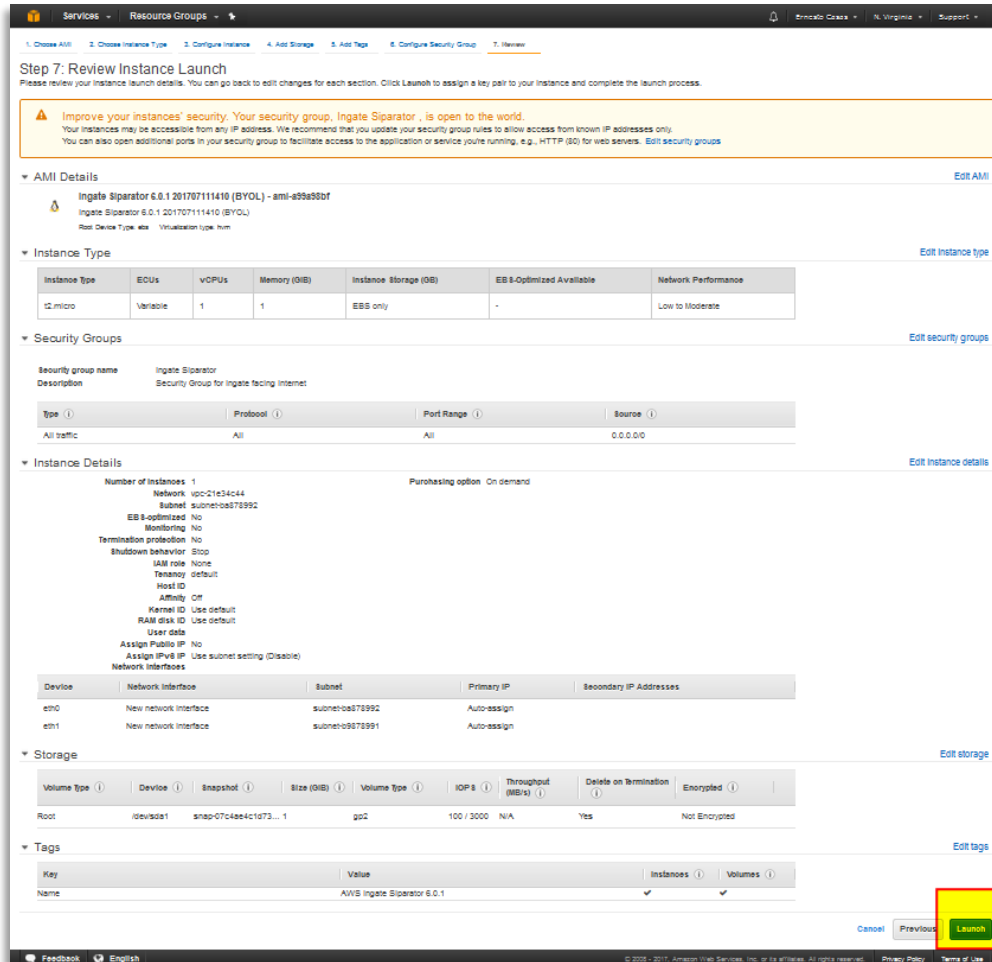 Services Resource Groups Ernesto Casas N. Virginia Support
1. Choose AMI 2. Choose Instance Type 3. Configure Instance 4. Add Storage 5. Add Tags 6. Configure Security Group 7. Review
Step 7: Review Instance Launch
Please review your instance launch details. You can go back to edit changes for each section. Click Launch to assign a key pair to your instance and complete the launch process.
Improve your instances' security. Your security group, Ingate Siparator , is open to the world.
Your instances may be accessible from any IP address. We recommend that you update your security group rules to allow access from known IP addresses only.
You can also open additional ports in your security group to facilitate access to the application or service you're running, e.g., HTTP (80) for web servers. Edit security groups
AMI Details Edit AMI
Ingate Siparator 6.0.1 201707111410 (BYOL) - ami-a99a98bf
Ingate Siparator 6.0.1 201707111410 (BYOL)
Root Device Type: ebs Virtualization type: hvm
Instance Type Edit instance type
Instance Type ECUs vCPUs Memory (GiB) Instance Storage (GB) EBS-Optimized Available Network Performance
t2.micro Variable 1 1 EBS only - Low to Moderate
Security Groups Edit security groups
Security group name Ingate Siparator
Description Security Group for Ingate facing Internet
Type Protocol Port Range Source
All traffic All All 0.0.0.0/0
Instance Details Edit instance details
Number of instances 1 Purchasing option On demand
Network vpc-21e34c44
Subnet subnet-ba878992
EBS-optimized No
Monitoring No
Termination protection No
Shutdown behavior Stop
IAM role None
Tenancy default
Host ID
Affinity Off
Kernel ID Use default
RAM disk ID Use default
User data
Assign Public IP No
Assign IPv6 IP Use subnet setting (Disable)
Network interfaces
Device Network Interface Subnet Primary IP Secondary IP Addresses
eth0 New network interface subnet-ba878992 Auto-assign
eth1 New network interface subnet-b9878991 Auto-assign
Storage Edit storage
Volume Type Device Snapshot Size (GiB) Volume Type IOPS Throughput (MB/s) Delete on Termination Encrypted
Root /dev/sda1 snap-07c4ae4c1d73... 1 gp2 100 / 3000 N/A Yes Not Encrypted
Tags Edit tags
Key Value Instances Volumes
Name AWS Ingate Siparator 6.0.1
Cancel Previous Launch
Feedback English © 2008 - 2017, Amazon Web Services, Inc. or its affiliates. All rights reserved. Privacy Policy Terms of Use